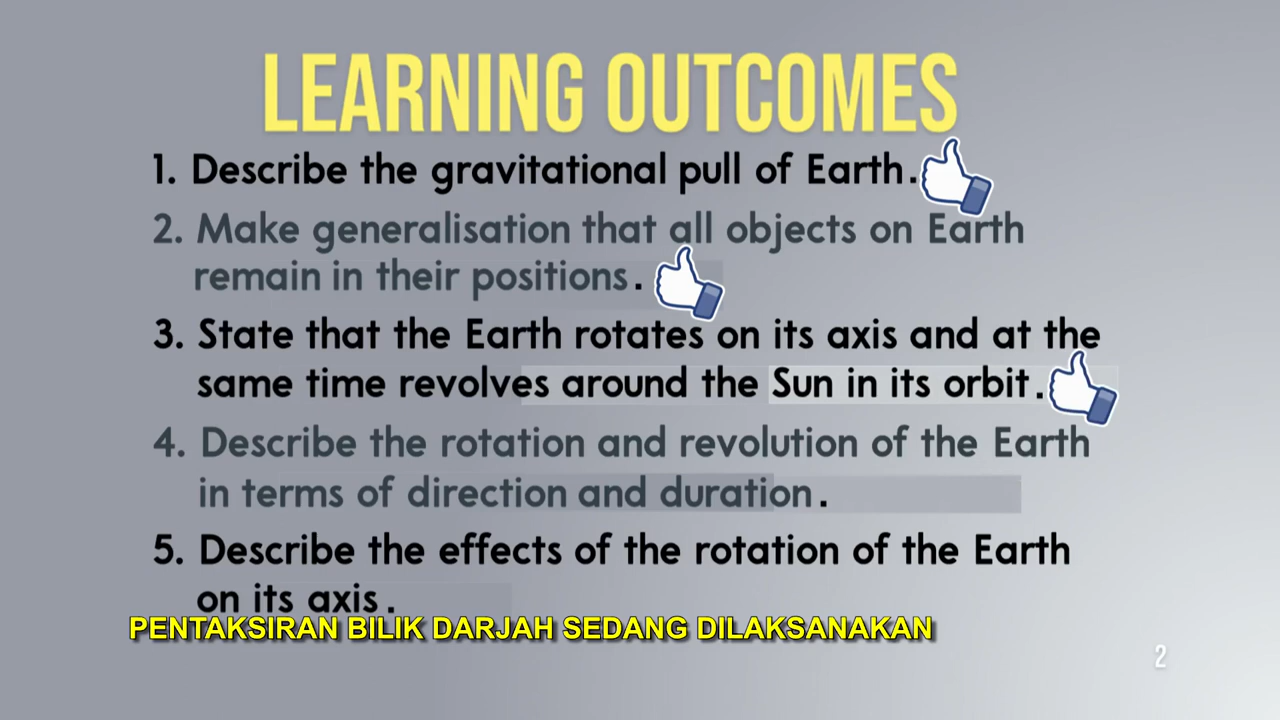 LEARNING OUTCOMES
1. Describe the gravitational pull of Earth.
2. Make generalisation that all objects on Earth
remain in their positions.
3. State that the Earth rotates on its axis and at the
same time revolves around the Sun in its orbit.
4. Describe the rotation and revolution of the Earth
in terms of direction and duration.
5. Describe the effects of the rotation of the Earth
on its axis.
PENTAKSIRAN BILIK DARJAH SEDANG DILAKSANAKAN
2